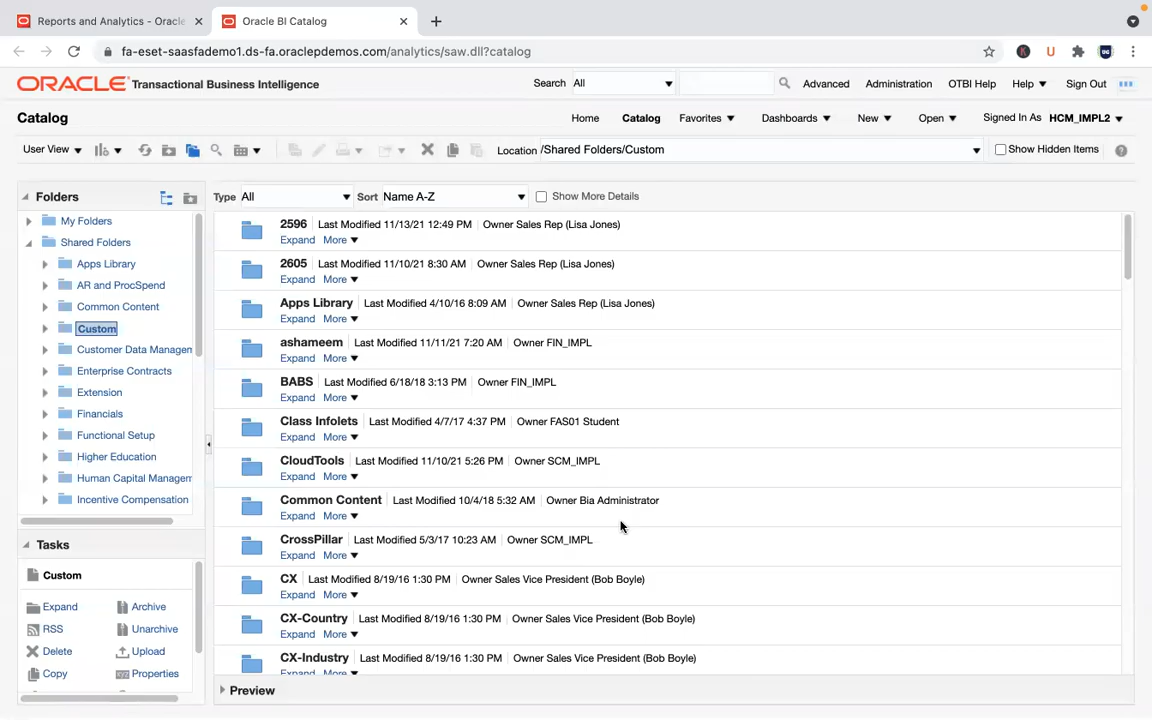 Reports and Analytics - Oracle
Oracle BI Catalog
fa-eset-saasfademo1.ds-fa.oraclepdemos.com/analytics/saw.dll?catalog
ORACLE Transactional Business Intelligence
Search All
Advanced Administration OTBI Help Help Sign Out
Catalog
Home Catalog Favorites Dashboards New Open Signed In As HCM_IMPL2
User View
Location /Shared Folders/Custom
Show Hidden Items
Folders
Type All Sort Name A-Z Show More Details
My Folders
Shared Folders
Apps Library
AR and ProcSpend
Common Content
Custom
Customer Data Managem
Enterprise Contracts
Extension
Financials
Functional Setup
Higher Education
Human Capital Managem
Incentive Compensation
Tasks
Custom
Expand Archive
RSS Unarchive
Delete Upload
Copy Properties
2596 Last Modified 11/13/21 12:49 PM Owner Sales Rep (Lisa Jones)
Expand More
2605 Last Modified 11/10/21 8:30 AM Owner Sales Rep (Lisa Jones)
Expand More
Apps Library Last Modified 4/10/16 8:09 AM Owner Sales Rep (Lisa Jones)
Expand More
ashameem Last Modified 11/11/21 7:20 AM Owner FIN_IMPL
Expand More
BABS Last Modified 6/18/18 3:13 PM Owner FIN_IMPL
Expand More
Class Infolets Last Modified 4/7/17 4:37 PM Owner FAS01 Student
Expand More
CloudTools Last Modified 11/10/21 5:26 PM Owner SCM_IMPL
Expand More
Common Content Last Modified 10/4/18 5:32 AM Owner Bia Administrator
Expand More
CrossPillar Last Modified 5/3/17 10:23 AM Owner SCM_IMPL
Expand More
CX Last Modified 8/19/16 1:30 PM Owner Sales Vice President (Bob Boyle)
Expand More
CX-Country Last Modified 8/19/16 1:30 PM Owner Sales Vice President (Bob Boyle)
Expand More
CX-Industry Last Modified 8/19/16 1:30 PM Owner Sales Vice President (Bob Boyle)
Expand More
Preview